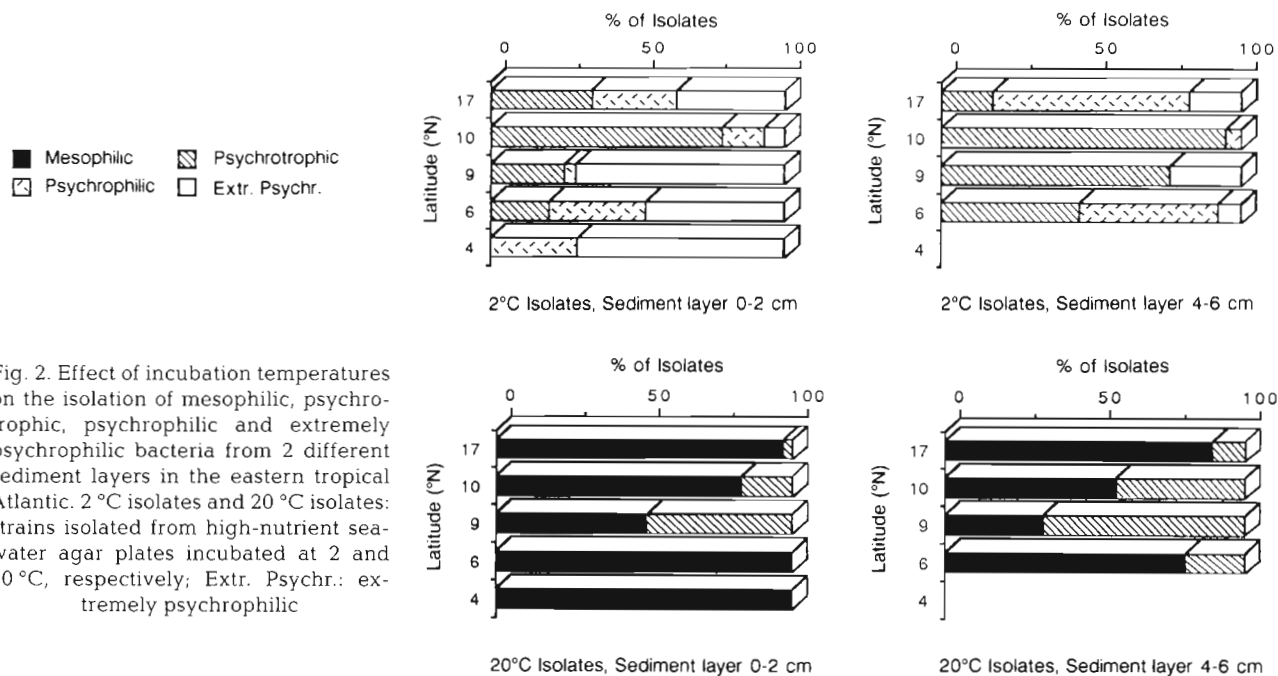 % of Isolates
0 50 100
Latitude (°N)
17
10
9
6
4
2°C Isolates, Sediment layer 0-2 cm
% of Isolates
0 50 100
Latitude (°N)
17
10
9
6
4
2°C Isolates, Sediment layer 4-6 cm
Mesophilic Psychrotrophic
Psychrophilic Extr. Psychr.
ig. 2. Effect of incubation temperatures
on the isolation of mesophilic, psychro-
rophic, psychrophilic and extremely
psychrophilic bacteria from 2 different
sediment layers in the eastern tropical
Atlantic. 2 °C isolates and 20 °C isolates:
trains isolated from high-nutrient sea-
water agar plates incubated at 2 and
0 °C, respectively; Extr. Psychr.: ex-
tremely psychrophilic
% of Isolates
0 50 100
Latitude (°N)
17
10
9
6
4
20°C Isolates, Sediment layer 0-2 cm
% of Isolates
0 50 100
Latitude (°N)
17
10
9
6
4
20°C Isolates, Sediment layer 4-6 cm